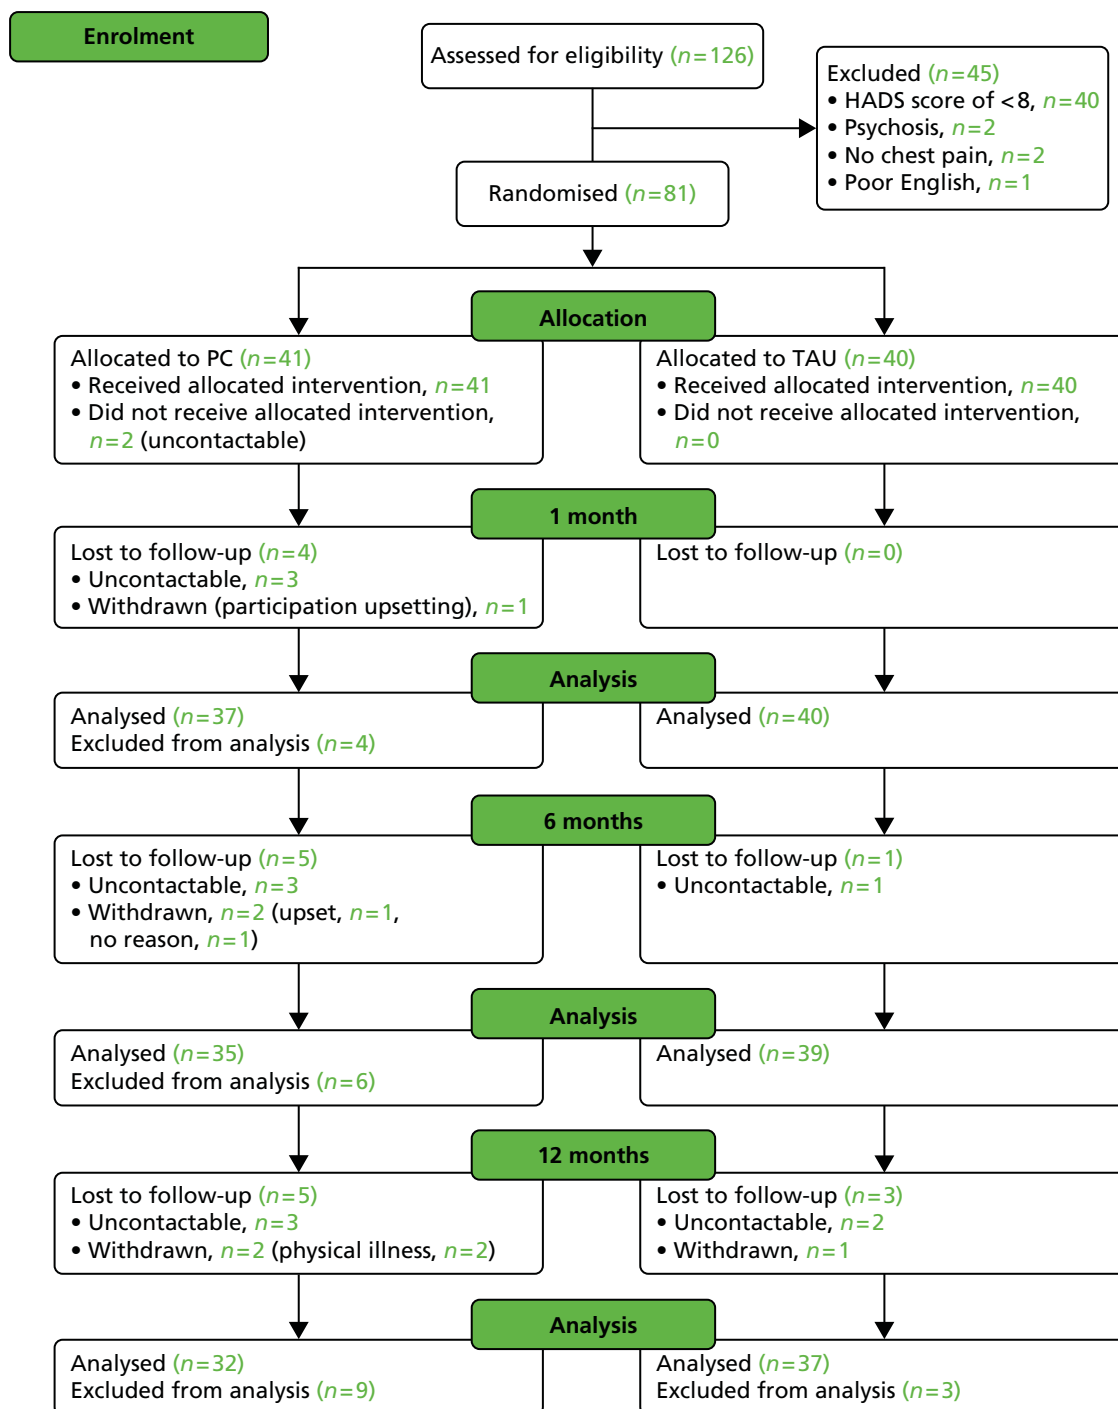 Enrolment
Assessed for eligibility (n=126)
Excluded (n=45)
• HADS score of <8, n=40
• Psychosis, n=2
• No chest pain, n=2
• Poor English, n=1
Randomised (n=81)
Allocation
Allocated to PC (n=41)
• Received allocated intervention, n=41
• Did not receive allocated intervention,
n=2 (uncontactable)
Allocated to TAU (n=40)
• Received allocated intervention, n=40
• Did not receive allocated intervention,
n=0
1 month
Lost to follow-up (n=4)
• Uncontactable, n=3
• Withdrawn (participation upsetting), n=1
Lost to follow-up (n=0)
Analysis
Analysed (n=37)
Excluded from analysis (n=4)
Analysed (n=40)
6 months
Lost to follow-up (n=5)
• Uncontactable, n=3
• Withdrawn, n=2 (upset, n=1,
no reason, n=1)
Lost to follow-up (n=1)
• Uncontactable, n=1
Analysis
Analysed (n=35)
Excluded from analysis (n=6)
Analysed (n=39)
12 months
Lost to follow-up (n=5)
• Uncontactable, n=3
• Withdrawn, n=2 (physical illness, n=2)
Lost to follow-up (n=3)
• Uncontactable, n=2
• Withdrawn, n=1
Analysis
Analysed (n=32)
Excluded from analysis (n=9)
Analysed (n=37)
Excluded from analysis (n=3)